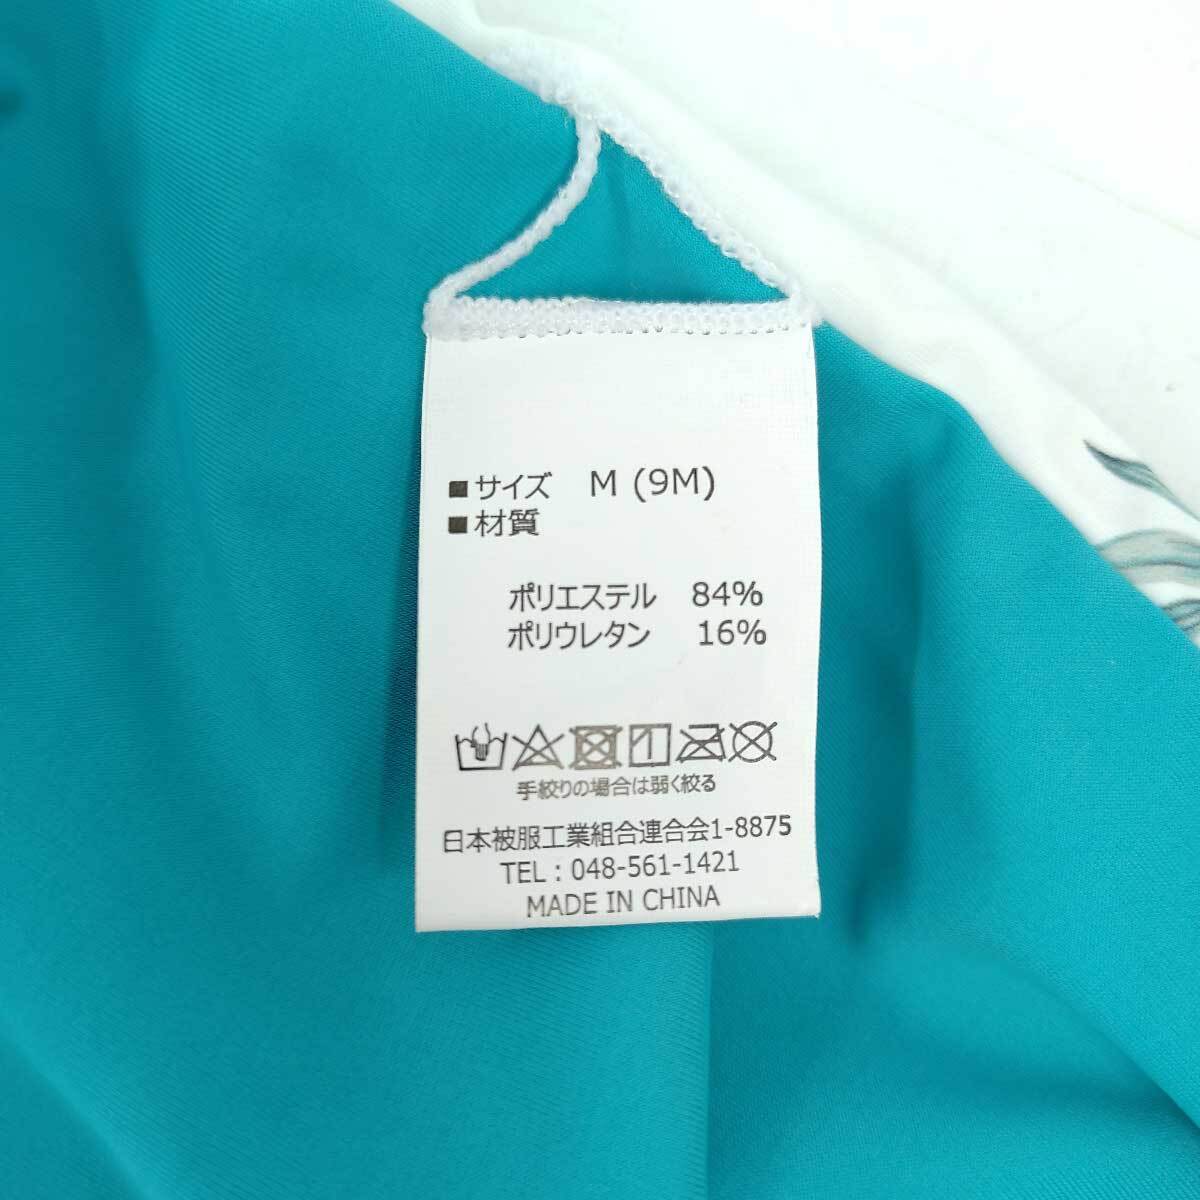 ■サイズ M (9M)
■材質
ポリエステル 84%
ポリウレタン 16%
手絞りの場合は弱く絞る
日本被服工業組合連合会1-8875
TEL : 048-561-1421
MADE IN CHINA